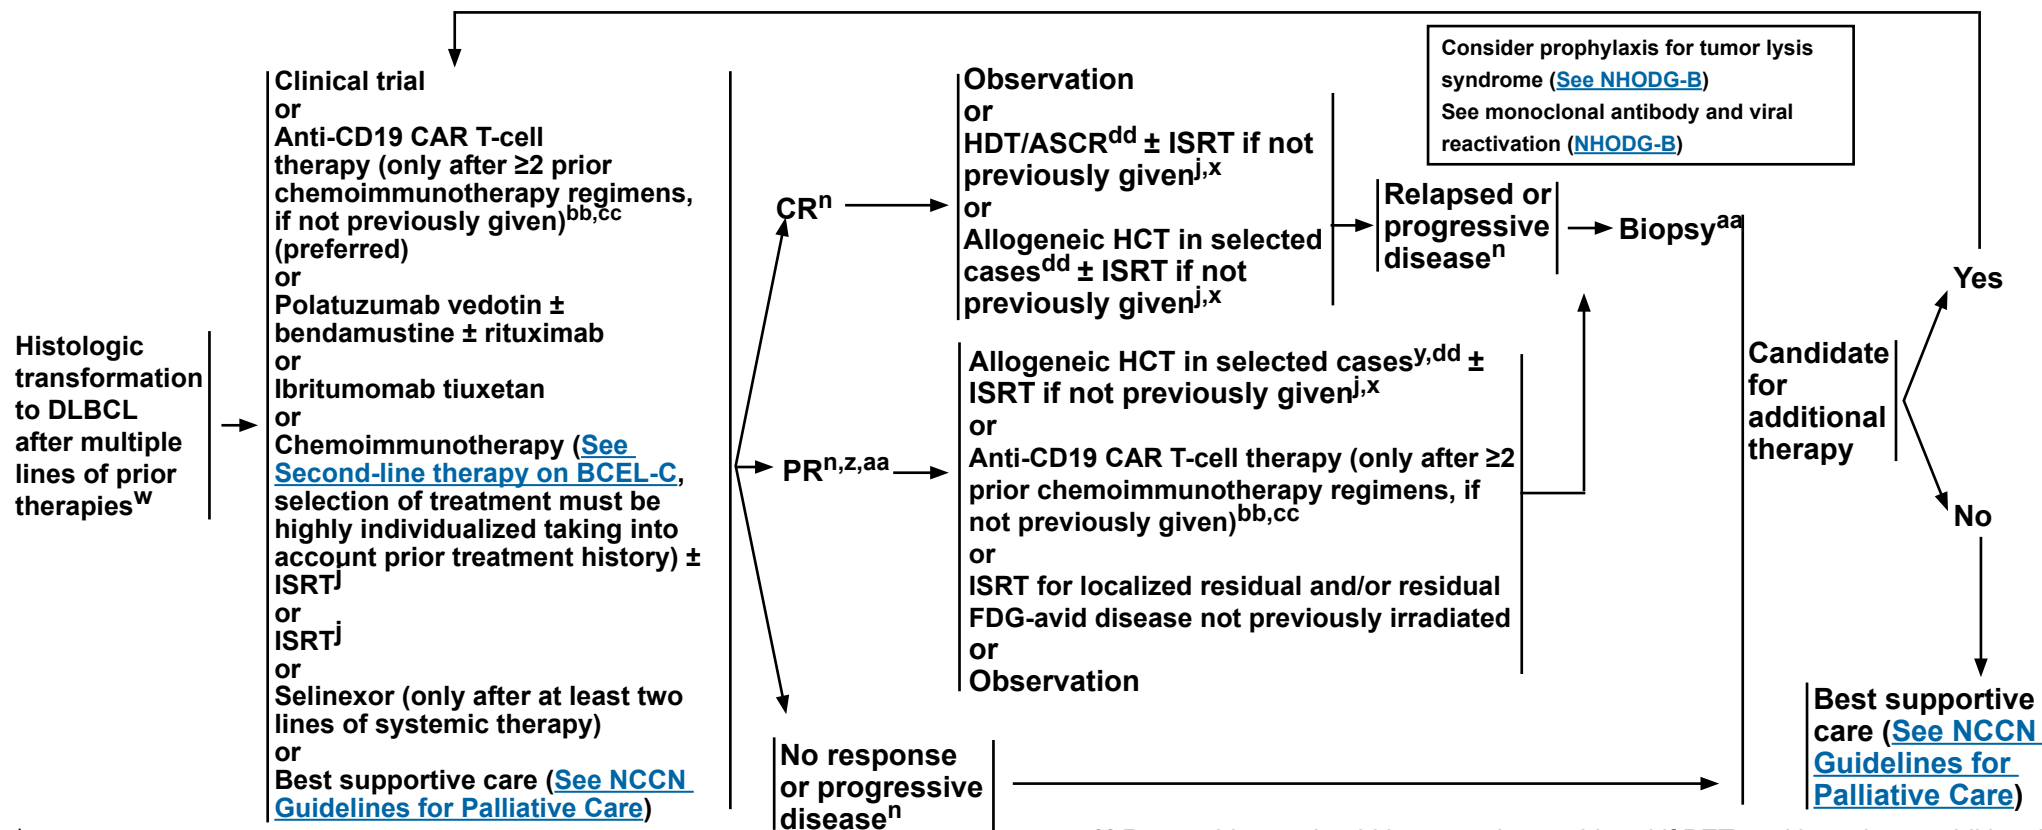 Histologic
transformation
to DLBCL
after multiple
lines of prior
therapiesw
Clinical trial
or
Anti-CD19 CAR T-cell
therapy (only after ≥2 prior
chemoimmunotherapy regimens,
if not previously given)bb,cc
(preferred)
or
Polatuzumab vedotin ±
bendamustine ± rituximab
or
Ibritumomab tiuxetan
or
Chemoimmunotherapy (See
Second-line therapy on BCEL-C,
selection of treatment must be
highly individualized taking into
account prior treatment history) ±
ISRTj
or
ISRTj
or
Selinexor (only after at least two
lines of systemic therapy)
or
Best supportive care (See NCCN
Guidelines for Palliative Care)
CRn
PRn,z,aa
No response
or progressive
diseasen
Observation
or
HDT/ASCRdd ± ISRT if not
previously givenj,x
or
Allogeneic HCT in selected
casesdd ± ISRT if not
previously givenj,x
Allogeneic HCT in selected casesy,dd ±
ISRT if not previously givenj,x
or
Anti-CD19 CAR T-cell therapy (only after ≥2
prior chemoimmunotherapy regimens, if
not previously given)bb,cc
or
ISRT for localized residual and/or residual
FDG-avid disease not previously irradiated
or
Observation
Consider prophylaxis for tumor lysis
syndrome (See NHODG-B)
See monoclonal antibody and viral
reactivation (NHODG-B)
Relapsed or
progressive
diseasen
Biopsyaa
Candidate
for
additional
therapy
Yes
No
Best supportive
care (See NCCN
Guidelines for
Palliative Care)